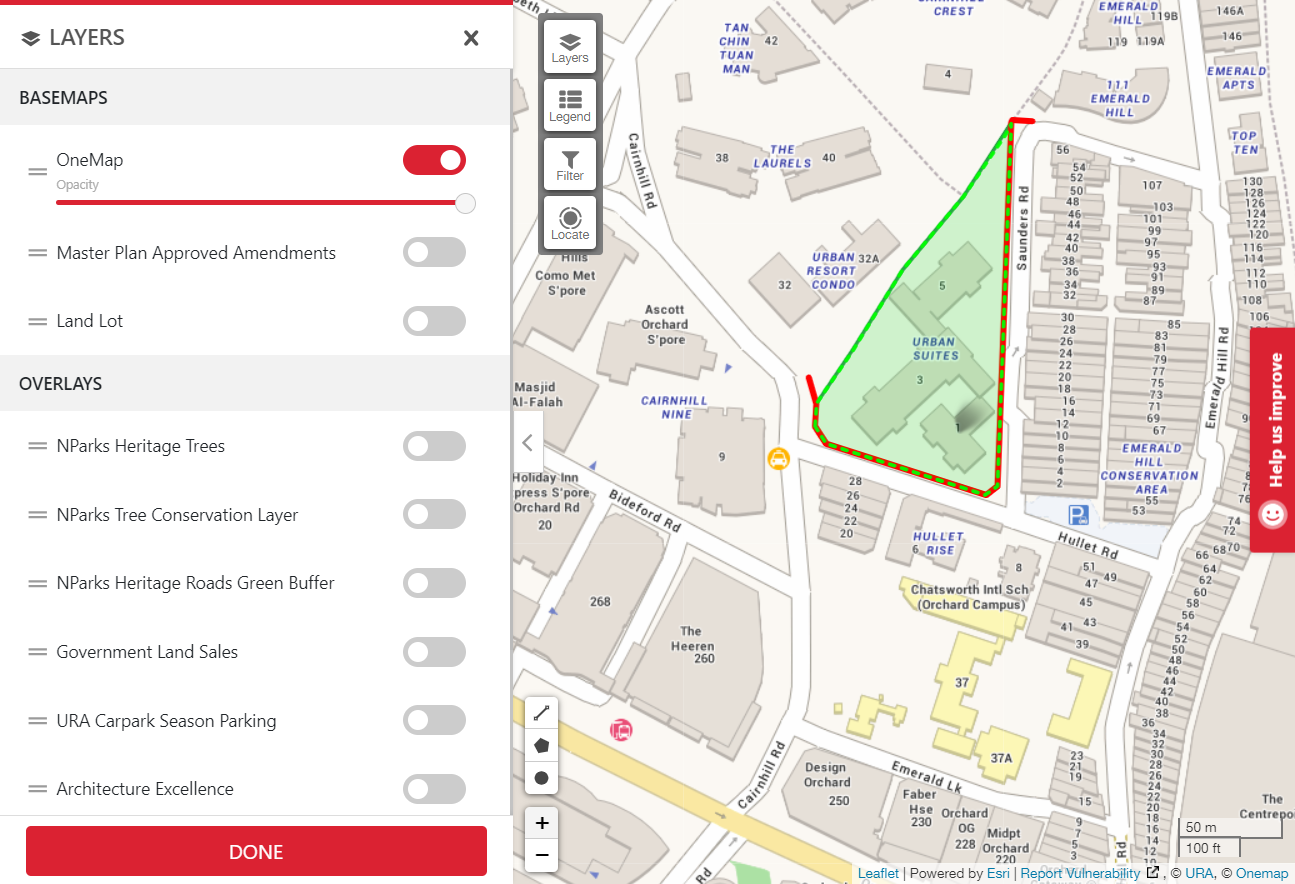 LAYERS
BASEMAPS
OneMap
Opacity
Master Plan Approved Amendments
Land Lot
OVERLAYS
NParks Heritage Trees
NParks Tree Conservation Layer
NParks Heritage Roads Green Buffer
Government Land Sales
URA Carpark Season Parking
Architecture Excellence
DONE
Layers
Legend
Filter
Locate
TAN
CHIN
TUAN
MAN
42
CREST
EMERALD
HILL
119B
119
119A
146A
146
EMERALD
APTS
4
111
EMERALD
HILL
TOP
TEN
Cairnhill Rd
38
THE
LAURELS
40
56
54
52
50
48
46
44
42
40
38
36
34
32
107
103
101
99
97
95
93
91
89
87
130
128
126
124
122
120
116
114
112
110
108
106
Saunders Rd
URBAN
RESORT
CONDO
32A
32
5
URBAN
SUITES
3
1
Hills
Como Met
S'pore
Ascott
Orchard
S'pore
30
28
26
24
22
20
18
16
14
12
10
8
6
4
2
85
83
81
79
77
75
73
71
69
67
Emerald Hill Rd
EMERALD
HILL
CONSERVATION
AREA
55
53
Help us improve
Masjid
Al-Falah
CAIRNHILL
NINE
9
Holiday Inn
press S'pore
Orchard Rd
20
Bideford Rd
28
26
24
22
20
HULLET
RISE
6
P
Hullet Rd
74
72
70
68
66
64
62
60
58
56
54
52
50
48
46
44
42
40
38
36
34
32
30
28
26
24
22
20
18
16
14
12
10
8
Chatsworth Intl Sch
(Orchard Campus)
51
49
47
45
43
41
39
268
The
Heeren
260
37
37A
23
21
19
15
9
7
5
3
Cairnhill Rd
Emerald Lk
Design
Orchard
250
Faber
Hse
230
Orchard
OG
228
Midpt
Orchard
220
The
Centrepo
Rd
Rd
+
−
50 m
100 ft
Leaflet | Powered by Esri | Report Vulnerability , © URA, © Onemap